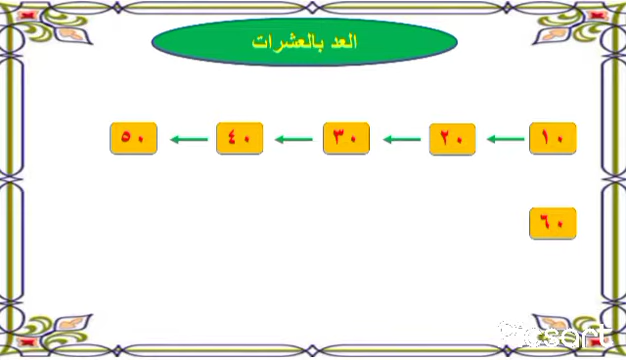 العد بالعشرات
١٠ ← ٢٠ ← ٣٠ ← ٤٠ ← ٥٠
٦٠